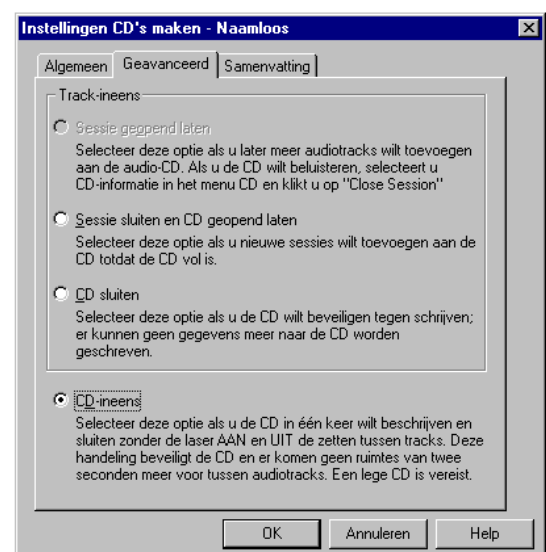 Instellingen CD's maken - Naamloos
Algemeen Geavanceerd Samenvatting
Track-ineens
Sessie geopend laten
Selecteer deze optie als u later meer audiotracks wilt toevoegen
aan de audio-CD. Als u de CD wilt beluisteren, selecteert u
CD-informatie in het menu CD en klikt u op "Close Session"
Sessie sluiten en CD geopend laten
Selecteer deze optie als u nieuwe sessies wilt toevoegen aan de
CD totdat de CD vol is.
CD sluiten
Selecteer deze optie als u de CD wilt beveiligen tegen schrijven;
er kunnen geen gegevens meer naar de CD worden
geschreven.
CD-ineens
Selecteer deze optie als u de CD in één keer wilt beschrijven en
sluiten zonder de laser AAN en UIT de zetten tussen tracks. Deze
handeling beveiligt de CD en er komen geen ruimtes van twee
seconden meer voor tussen audiotracks. Een lege CD is vereist.
OK Annuleren Help